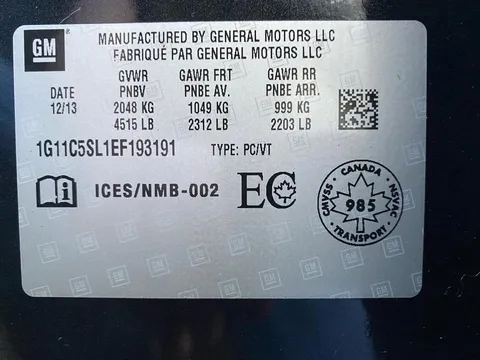 GM
MANUFACTURED BY GENERAL MOTORS LLC
FABRIQUÉ PAR GENERAL MOTORS LLC
GVWR GAWR FRT GAWR RR
PNBV PNBE AV. PNBE ARR.
12/13 2048 KG 1049 KG 999 KG
4515 LB 2312 LB 2203 LB
1G11C5SL1EF193191 TYPE: PC/VT
ICES/NMB-002 EC
CANADA
CMVSS NSVAC
985
TRANSPORT